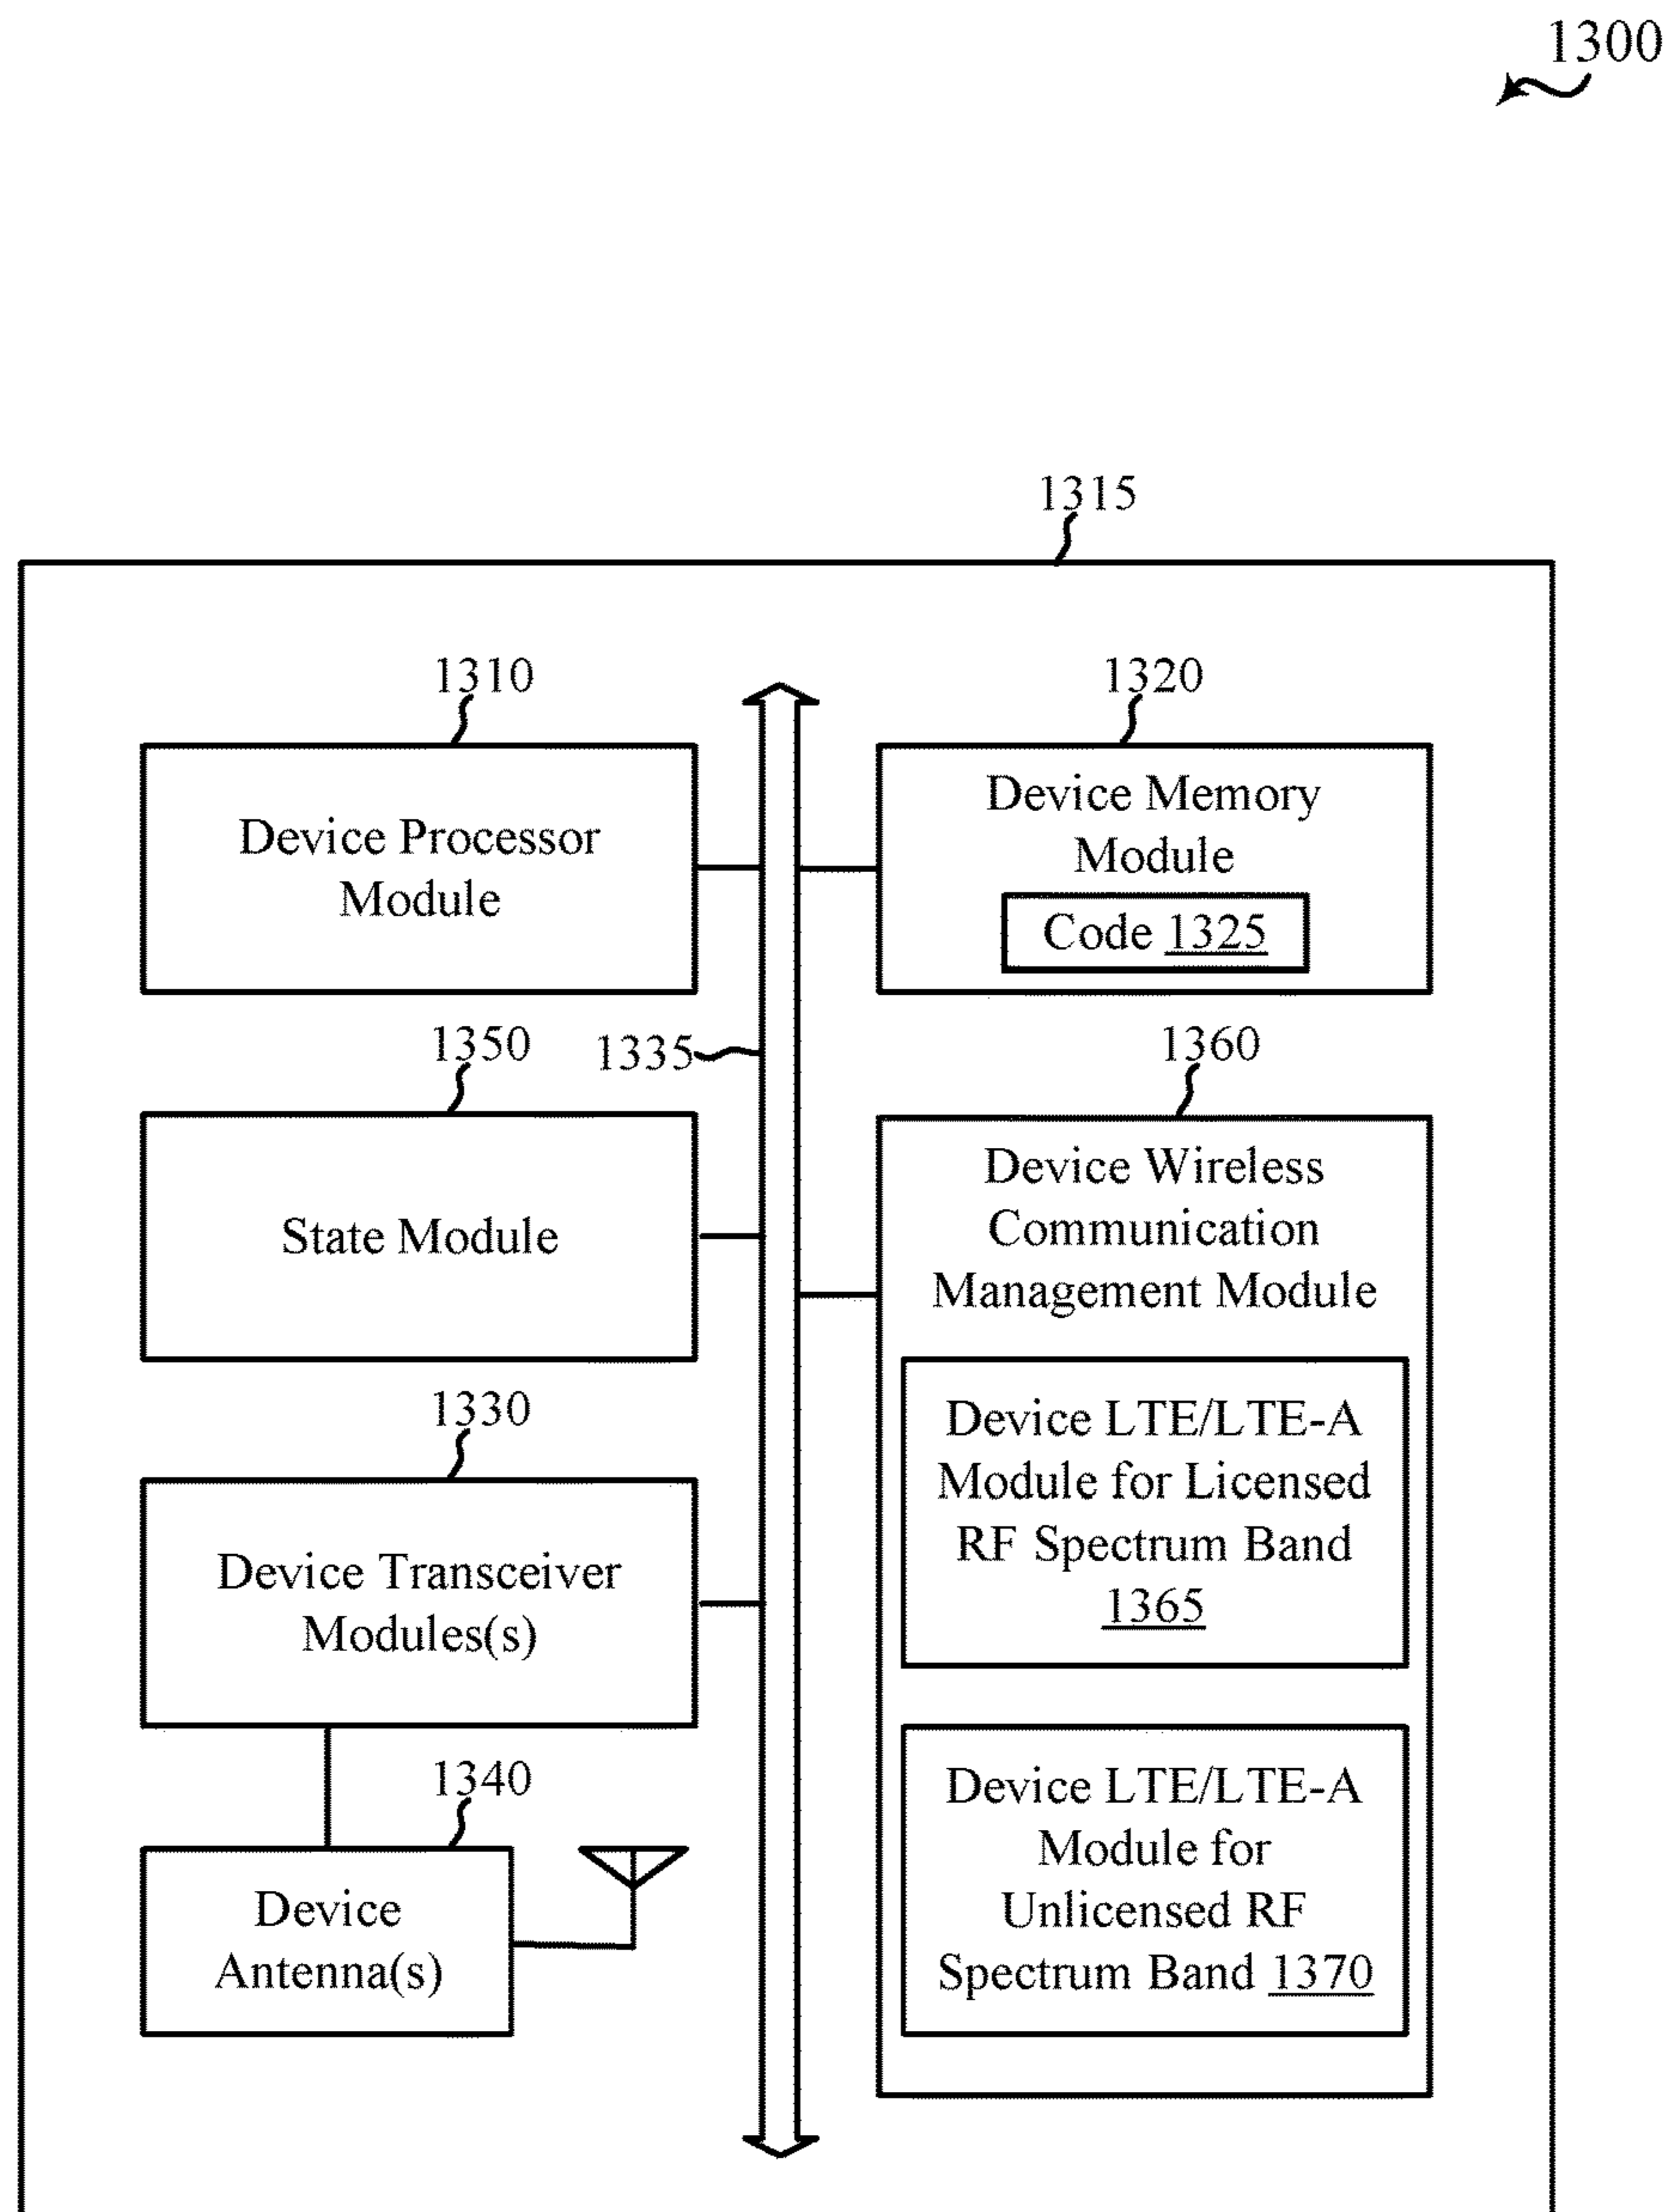 1300
1315
1310
Device Processor
Module
1320
Device Memory
Module
Code 1325
1335
1350
State Module
1360
Device Wireless
Communication
Management Module
Device LTE/LTE-A
Module for Licensed
RF Spectrum Band
1365
Device LTE/LTE-A
Module for
Unlicensed RF
Spectrum Band 1370
1330
Device Transceiver
Modules(s)
1340
Device
Antenna(s)